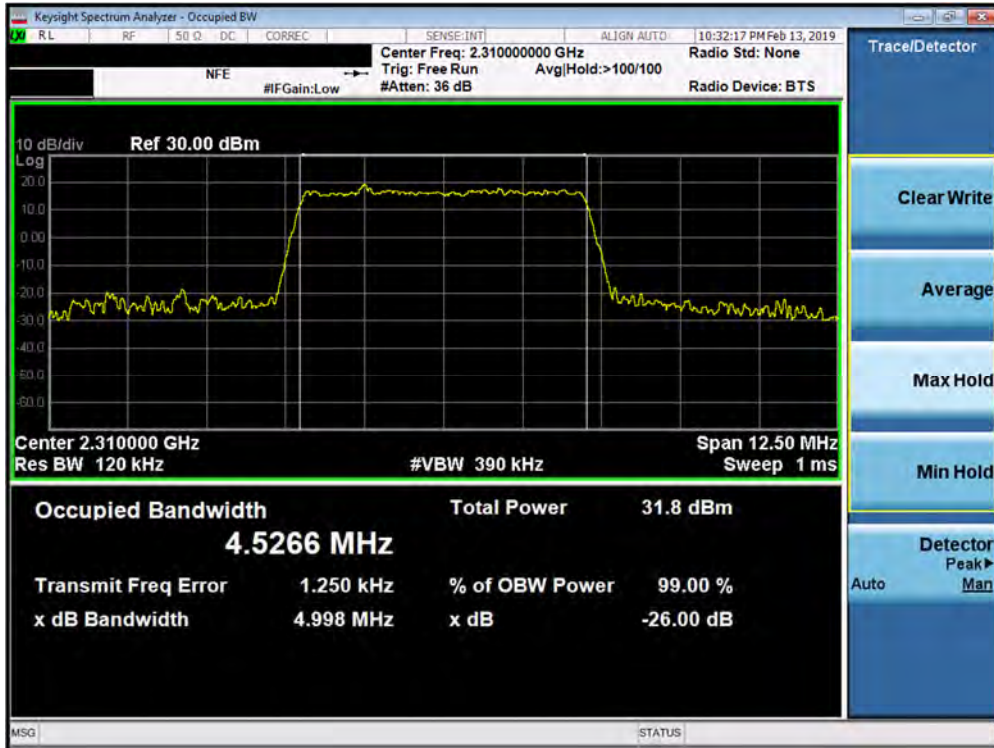 Keysight Spectrum Analyzer - Occupied BW
LXI RL RF 50 Ω DC CORREC SENSE:INT ALIGN AUTO 10:32:17 PM Feb 13, 2019
Center Freq: 2.310000000 GHz Radio Std: None
NFE Trig: Free Run Avg|Hold:>100/100
#IFGain:Low #Atten: 36 dB Radio Device: BTS
Trace/Detector
10 dB/div Ref 30.00 dBm
Log
20.0
10.0
0.00
-10.0
-20.0
-30.0
-40.0
-50.0
-60.0
Center 2.310000 GHz Span 12.50 MHz
Res BW 120 kHz #VBW 390 kHz Sweep 1 ms
Occupied Bandwidth Total Power 31.8 dBm
4.5266 MHz
Transmit Freq Error 1.250 kHz % of OBW Power 99.00 %
x dB Bandwidth 4.998 MHz x dB -26.00 dB
Clear Write
Average
Max Hold
Min Hold
Detector
Peak▶
Auto Man
MSG STATUS